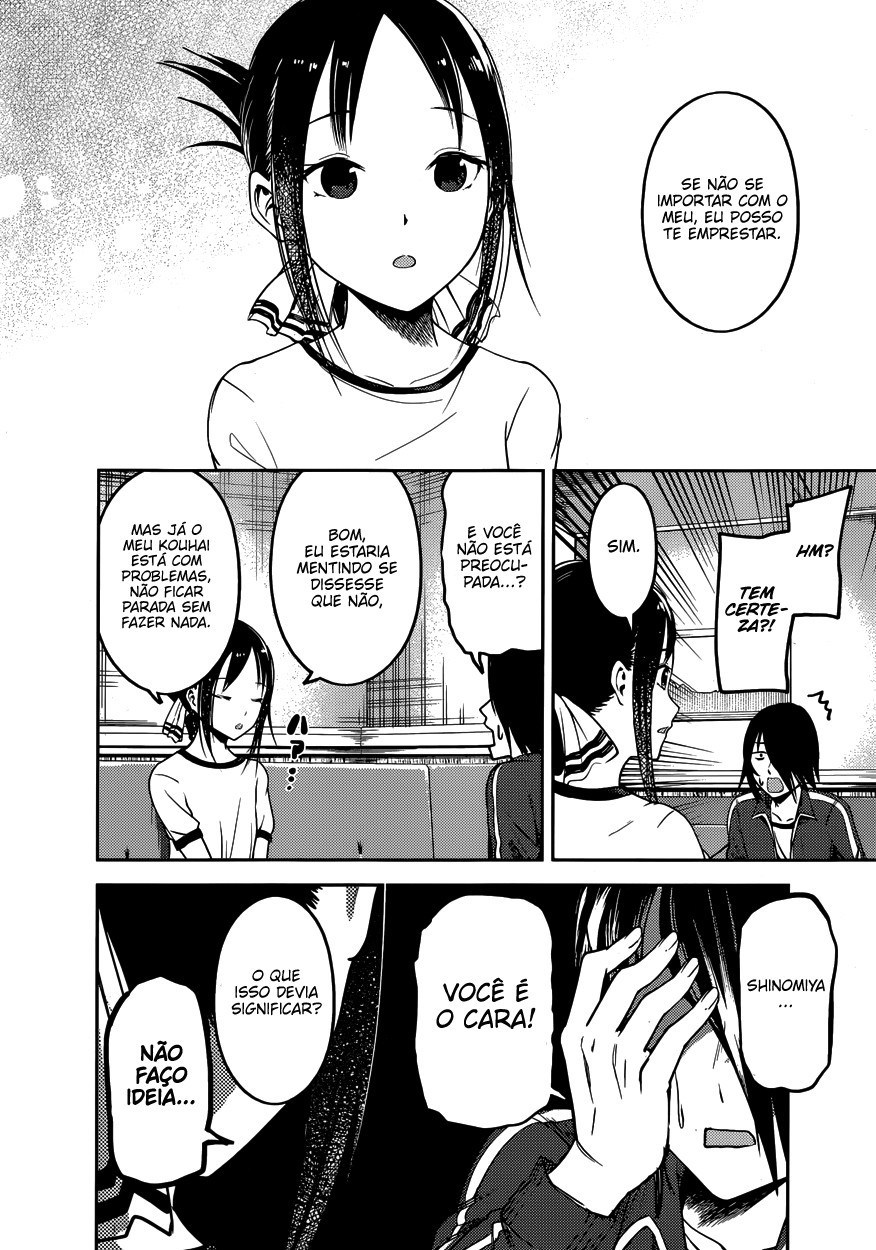 SE NÃO SE
IMPORTAR COM O
MEU, EU POSSO
TE EMPRESTAR.
HM?
TEM
CERTE-
ZA?!
SIM.
E VOCÊ
NÃO ESTÁ
PREOCU-
PADA...?
BOM,
EU ESTARIA
MENTINDO SE
DISSESSE
QUE NÃO,
MAS JÁ O
MEU KOUHAI
ESTÁ COM
PROBLEMAS,
NÃO FICAR
PARADA SEM
FAZER NADA.
ハァ…
SHINOMIYA
...
VOCÊ É
O CARA!
O QUE
ISSO DEVIA
SIGNIFICAR?
NÃO
FAÇO
IDEIA...